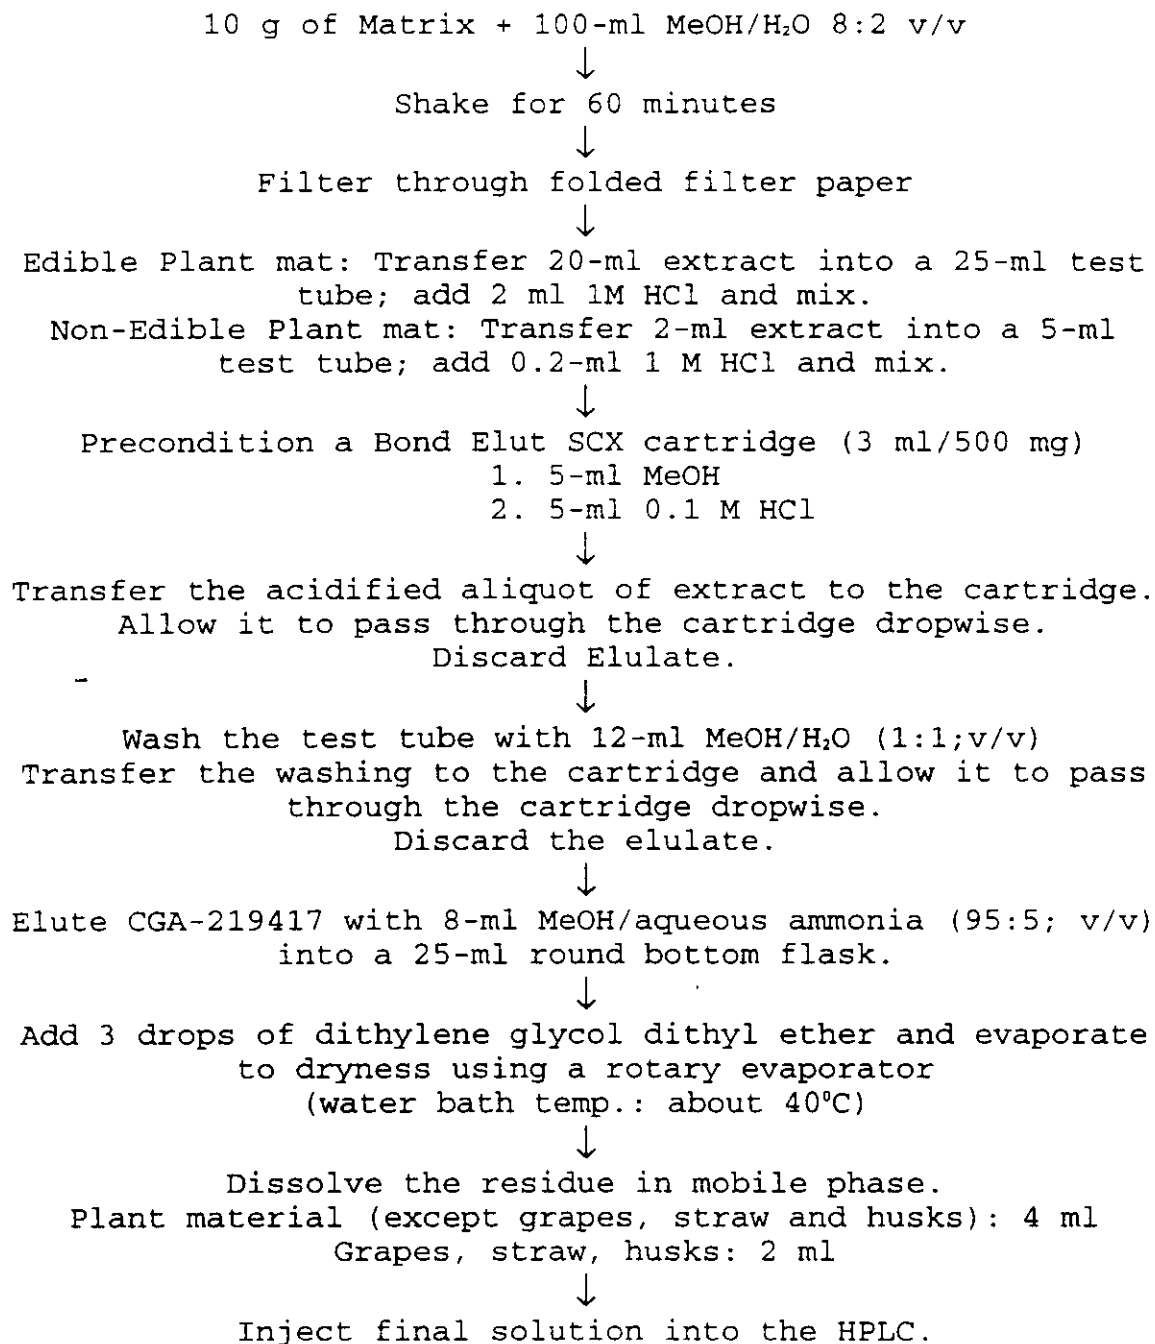 10 g of Matrix + 100-ml MeOH/H₂O 8:2 v/v
↓
Shake for 60 minutes
↓
Filter through folded filter paper
↓
Edible Plant mat: Transfer 20-ml extract into a 25-ml test
tube; add 2 ml 1M HCl and mix.
Non-Edible Plant mat: Transfer 2-ml extract into a 5-ml
test tube; add 0.2-ml 1 M HCl and mix.
↓
Precondition a Bond Elut SCX cartridge (3 ml/500 mg)
1. 5-ml MeOH
2. 5-ml 0.1 M HCl
↓
Transfer the acidified aliquot of extract to the cartridge.
Allow it to pass through the cartridge dropwise.
Discard Elulate.
↓
Wash the test tube with 12-ml MeOH/H₂O (1:1;v/v)
Transfer the washing to the cartridge and allow it to pass
through the cartridge dropwise.
Discard the elulate.
↓
Elute CGA-219417 with 8-ml MeOH/aqueous ammonia (95:5; v/v)
into a 25-ml round bottom flask.
↓
Add 3 drops of dithylene glycol dithyl ether and evaporate
to dryness using a rotary evaporator
(water bath temp.: about 40⁰C)
↓
Dissolve the residue in mobile phase.
Plant material (except grapes, straw and husks): 4 ml
Grapes, straw, husks: 2 ml
↓
Inject final solution into the HPLC.